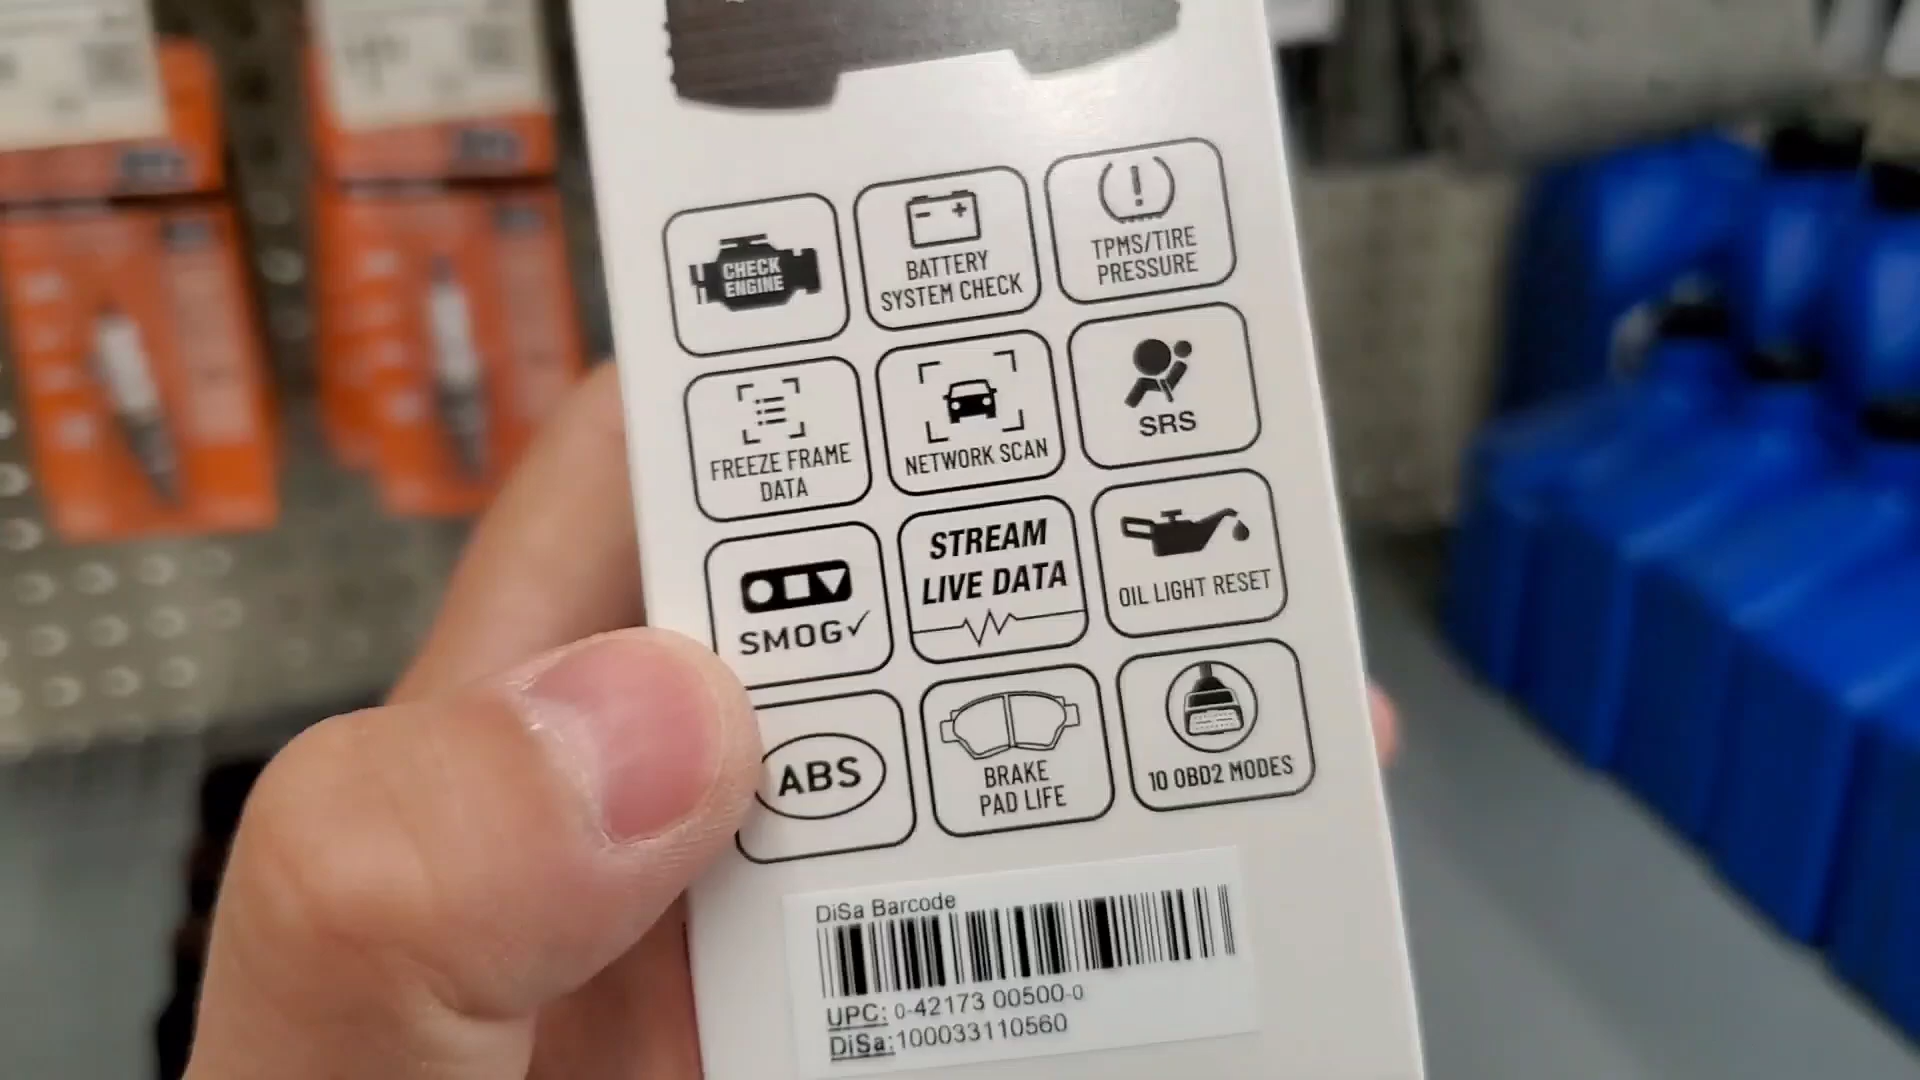 CHECK
ENGINE
BATTERY
SYSTEM CHECK
TPMS/TIRE
PRESSURE
FREEZE FRAME
DATA
NETWORK SCAN
SRS
SMOG✓
STREAM
LIVE DATA
OIL LIGHT RESET
ABS
BRAKE
PAD LIFE
10 OBD2 MODES
DiSa Barcode
UPC: 0-42173 00500-0
DiSa:100033110560